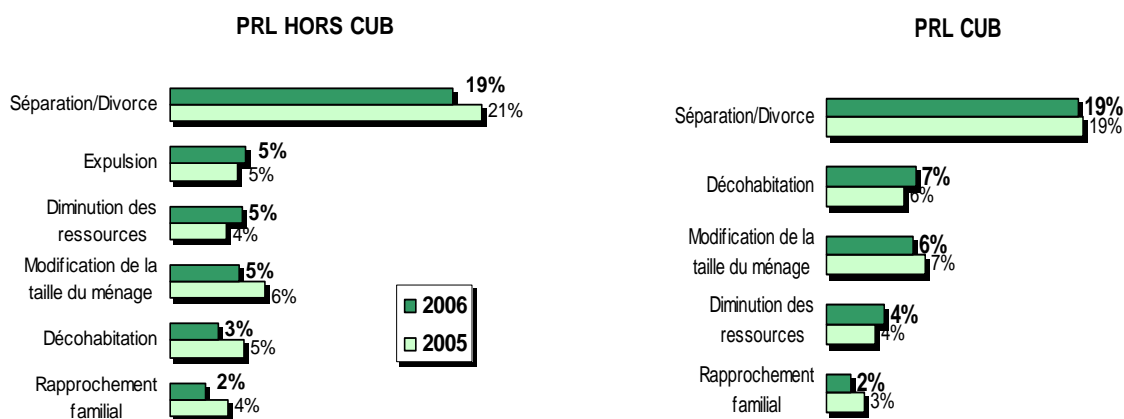 PRL HORS CUB
Séparation/Divorce
19%
21%
Expulsion
5%
5%
Diminution des
ressources
5%
4%
Modification de la
taille du ménage
5%
6%
Décohabitation
3%
5%
Rapprochement
familial
2%
4%
2006
2005
PRL CUB
Séparation/Divorce
19%
19%
Décohabitation
7%
6%
Modification de la
taille du ménage
6%
7%
Diminution des
ressources
4%
4%
Rapprochement
familial
2%
3%